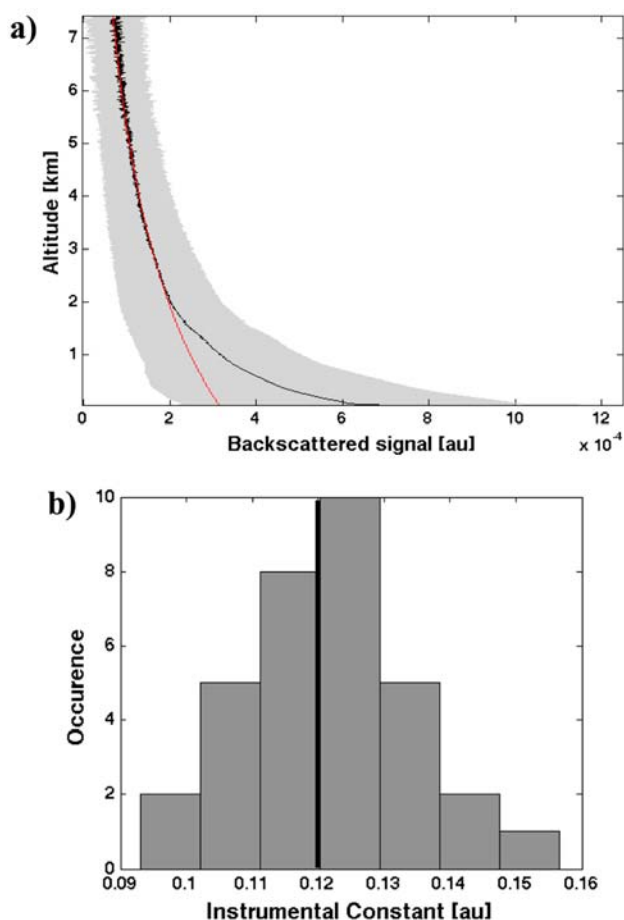 a)
7
6
5
4
3
2
1
Altitude [km]
0 2 4 6 8 10 12
x 10⁻⁴
Backscattered signal [au]
b)
10
8
6
4
2
0
Occurence
0.09 0.1 0.11 0.12 0.13 0.14 0.15 0.16
Instrumental Constant [au]